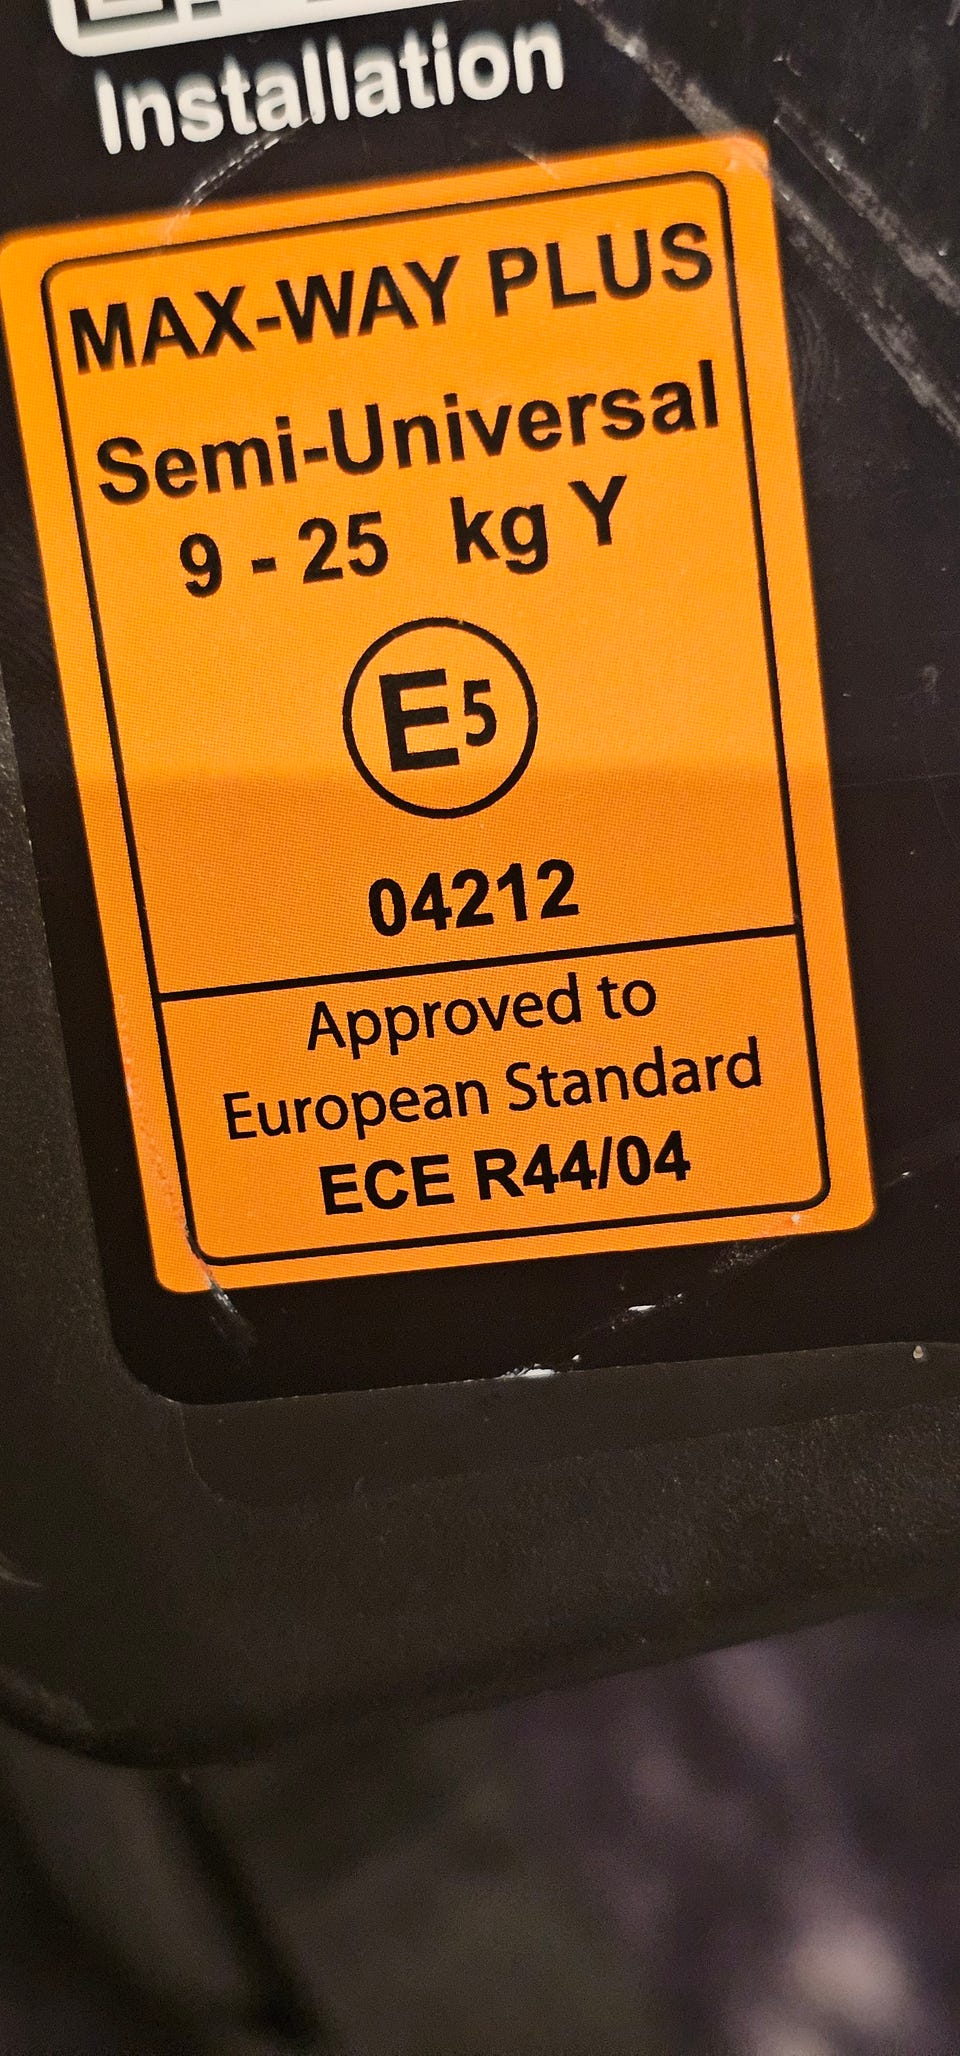 Installation
MAX-WAY PLUS
Semi-Universal
9 - 25 kg Y
E5
04212
Approved to
European Standard
ECE R44/04